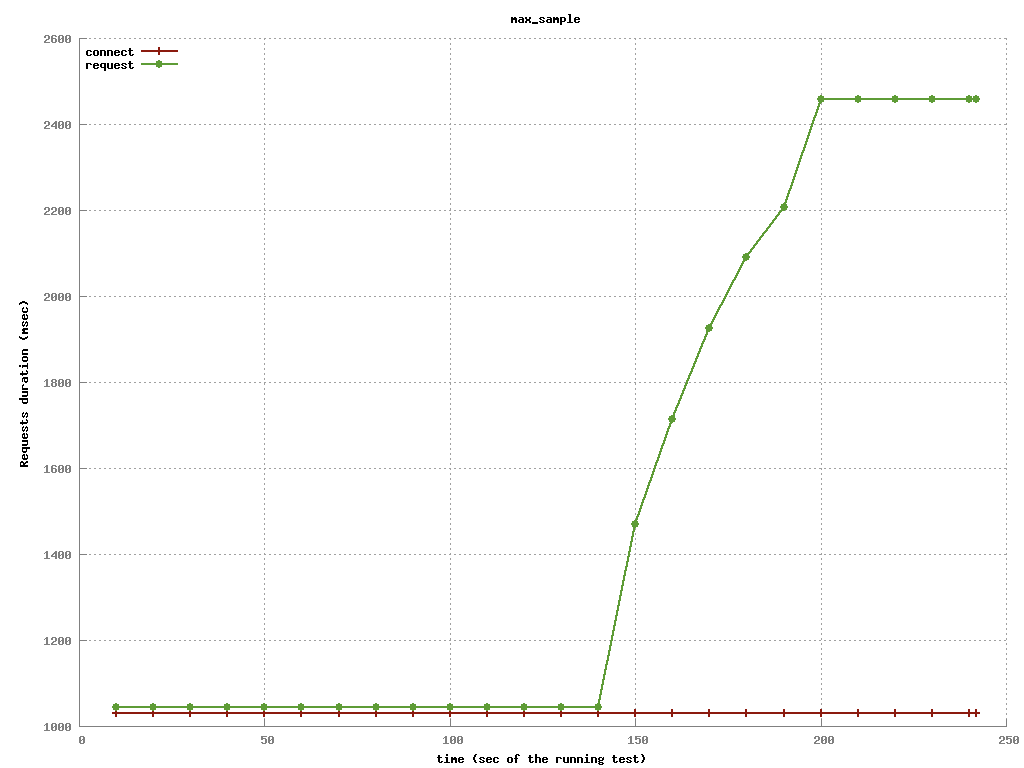 max_sample
2600
connect
request
2400
2200
2000
1800
1600
1400
1200
1000
Requests duration (msec)
0 50 100 150 200 250
time (sec of the running test)